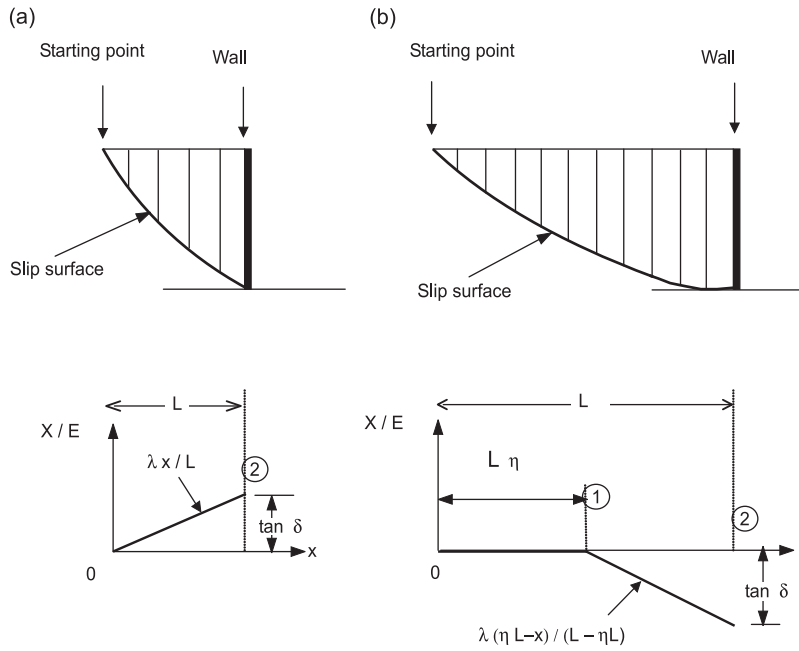 (a)
Starting point
Wall
Slip surface
L
X / E
λ x / L
2
tan δ
0
x
(b)
Starting point
Wall
Slip surface
L
X / E
L η
1
2
0
tan δ
λ (η L–x) / (L – ηL)